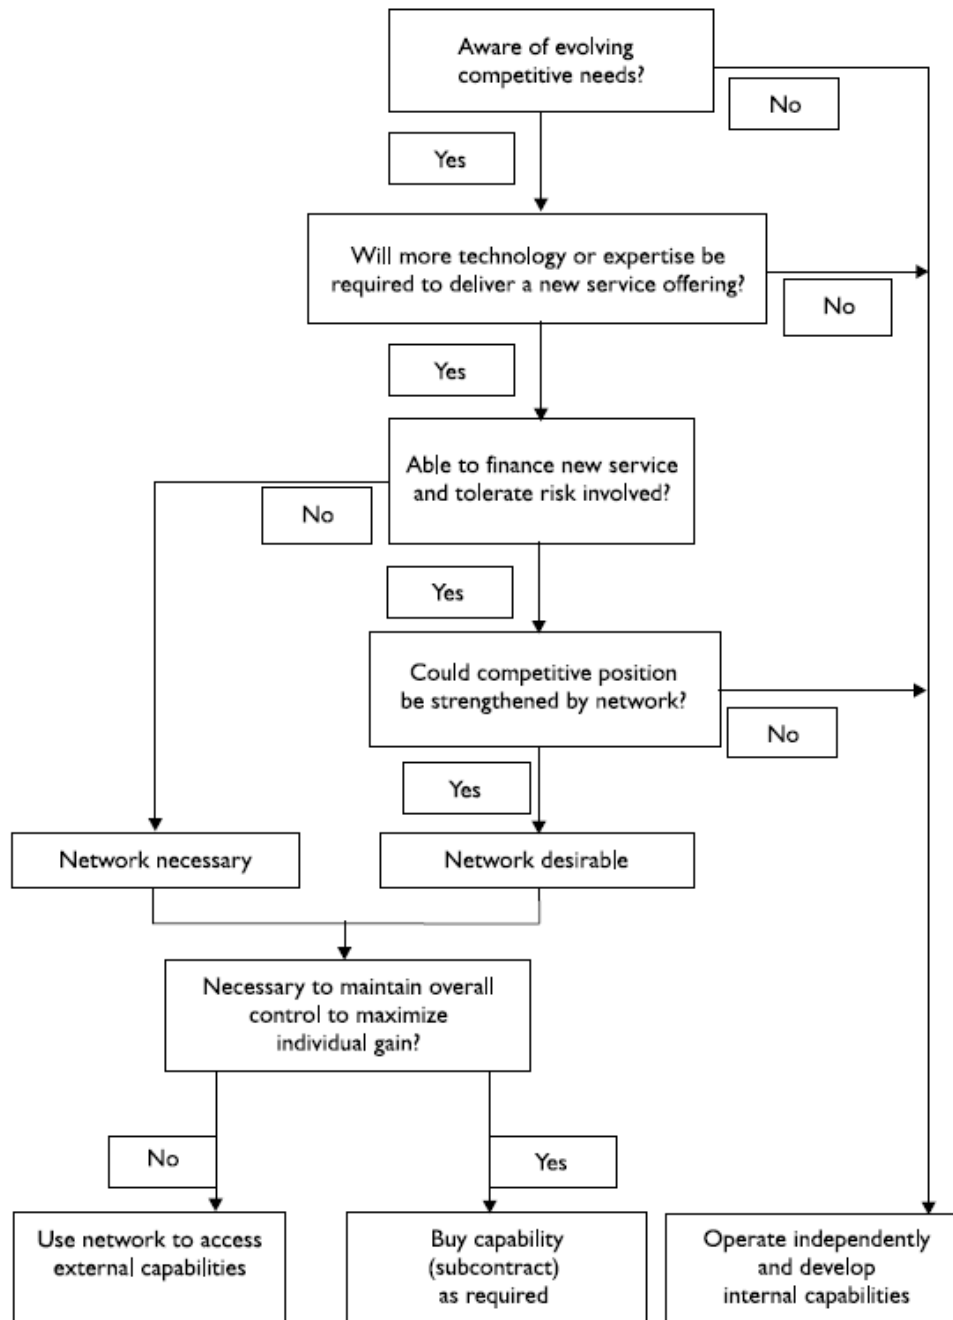 Aware of evolving
competitive needs?
No
Yes
Will more technology or expertise be
required to deliver a new service offering?
No
Yes
Able to finance new service
and tolerate risk involved?
No
Yes
Could competitive position
be strengthened by network?
No
Yes
Network necessary
Network desirable
Necessary to maintain overall
control to maximize
individual gain?
No
Yes
Use network to access
external capabilities
Buy capability
(subcontract)
as required
Operate independently
and develop
internal capabilities